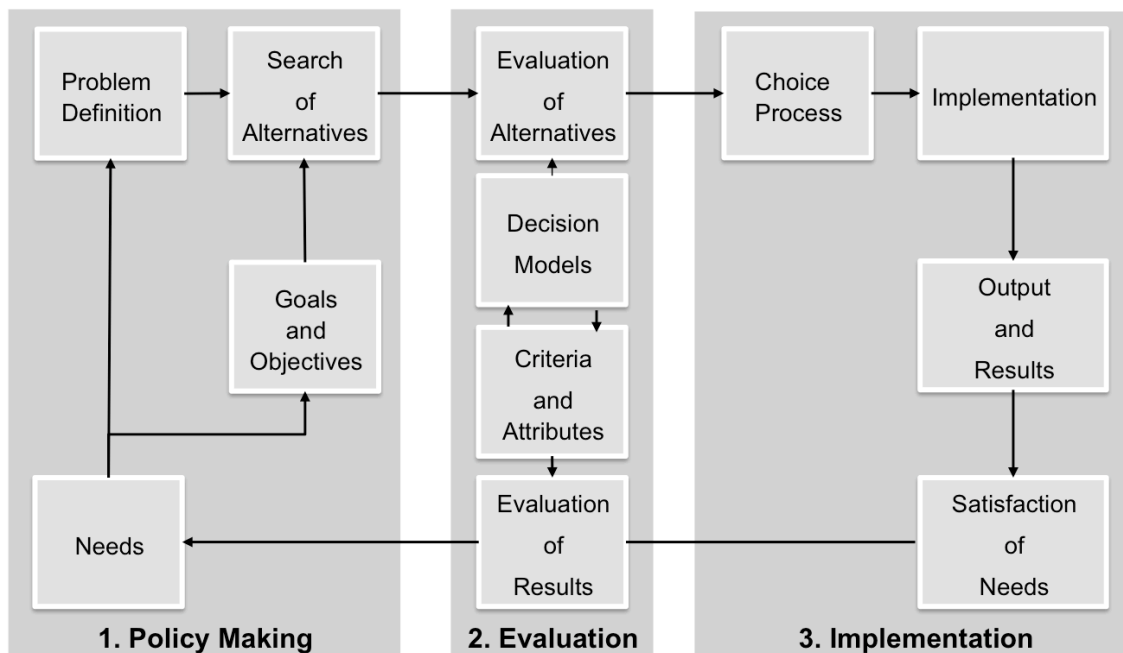 Problem
Definition
Search
of
Alternatives
Evaluation
of
Alternatives
Choice
Process
Implementation
Decision
Models
Goals
and
Objectives
Output
and
Results
Criteria
and
Attributes
Needs
Evaluation
of
Results
Satisfaction
of
Needs
1. Policy Making
2. Evaluation
3. Implementation